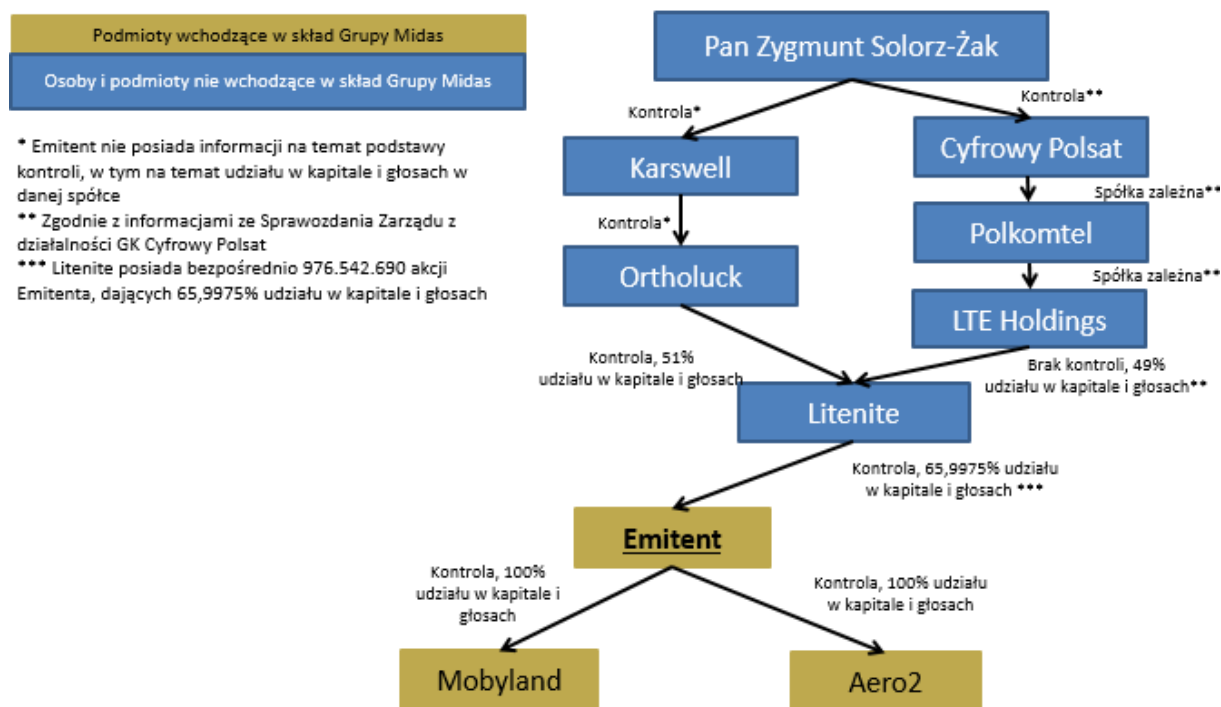 Podmioty wchodzące w skład Grupy Midas
Osoby i podmioty nie wchodzące w skład Grupy Midas
* Emitent nie posiada informacji na temat podstawy
kontroli, w tym na temat udziału w kapitale i głosach w
danej spółce
** Zgodnie z informacjami ze Sprawozdania Zarządu z
działalności GK Cyfrowy Polsat
*** Litenite posiada bezpośrednio 976.542.690 akcji
Emitenta, dających 65,9975% udziału w kapitale i głosach
Pan Zygmunt Solorz-Żak
Kontrola*
Kontrola**
Karswell
Cyfrowy Polsat
Kontrola*
Spółka zależna**
Ortholuck
Polkomtel
Spółka zależna**
LTE Holdings
Kontrola, 51%
udziału w kapitale i głosach
Brak kontroli, 49%
udziału w kapitale i głosach**
Litenite
Kontrola, 65,9975% udziału
w kapitale i głosach ***
Emitent
Kontrola, 100%
udziału w kapitale i
głosach
Kontrola, 100% udziału
w kapitale i głosach
Mobyland
Aero2